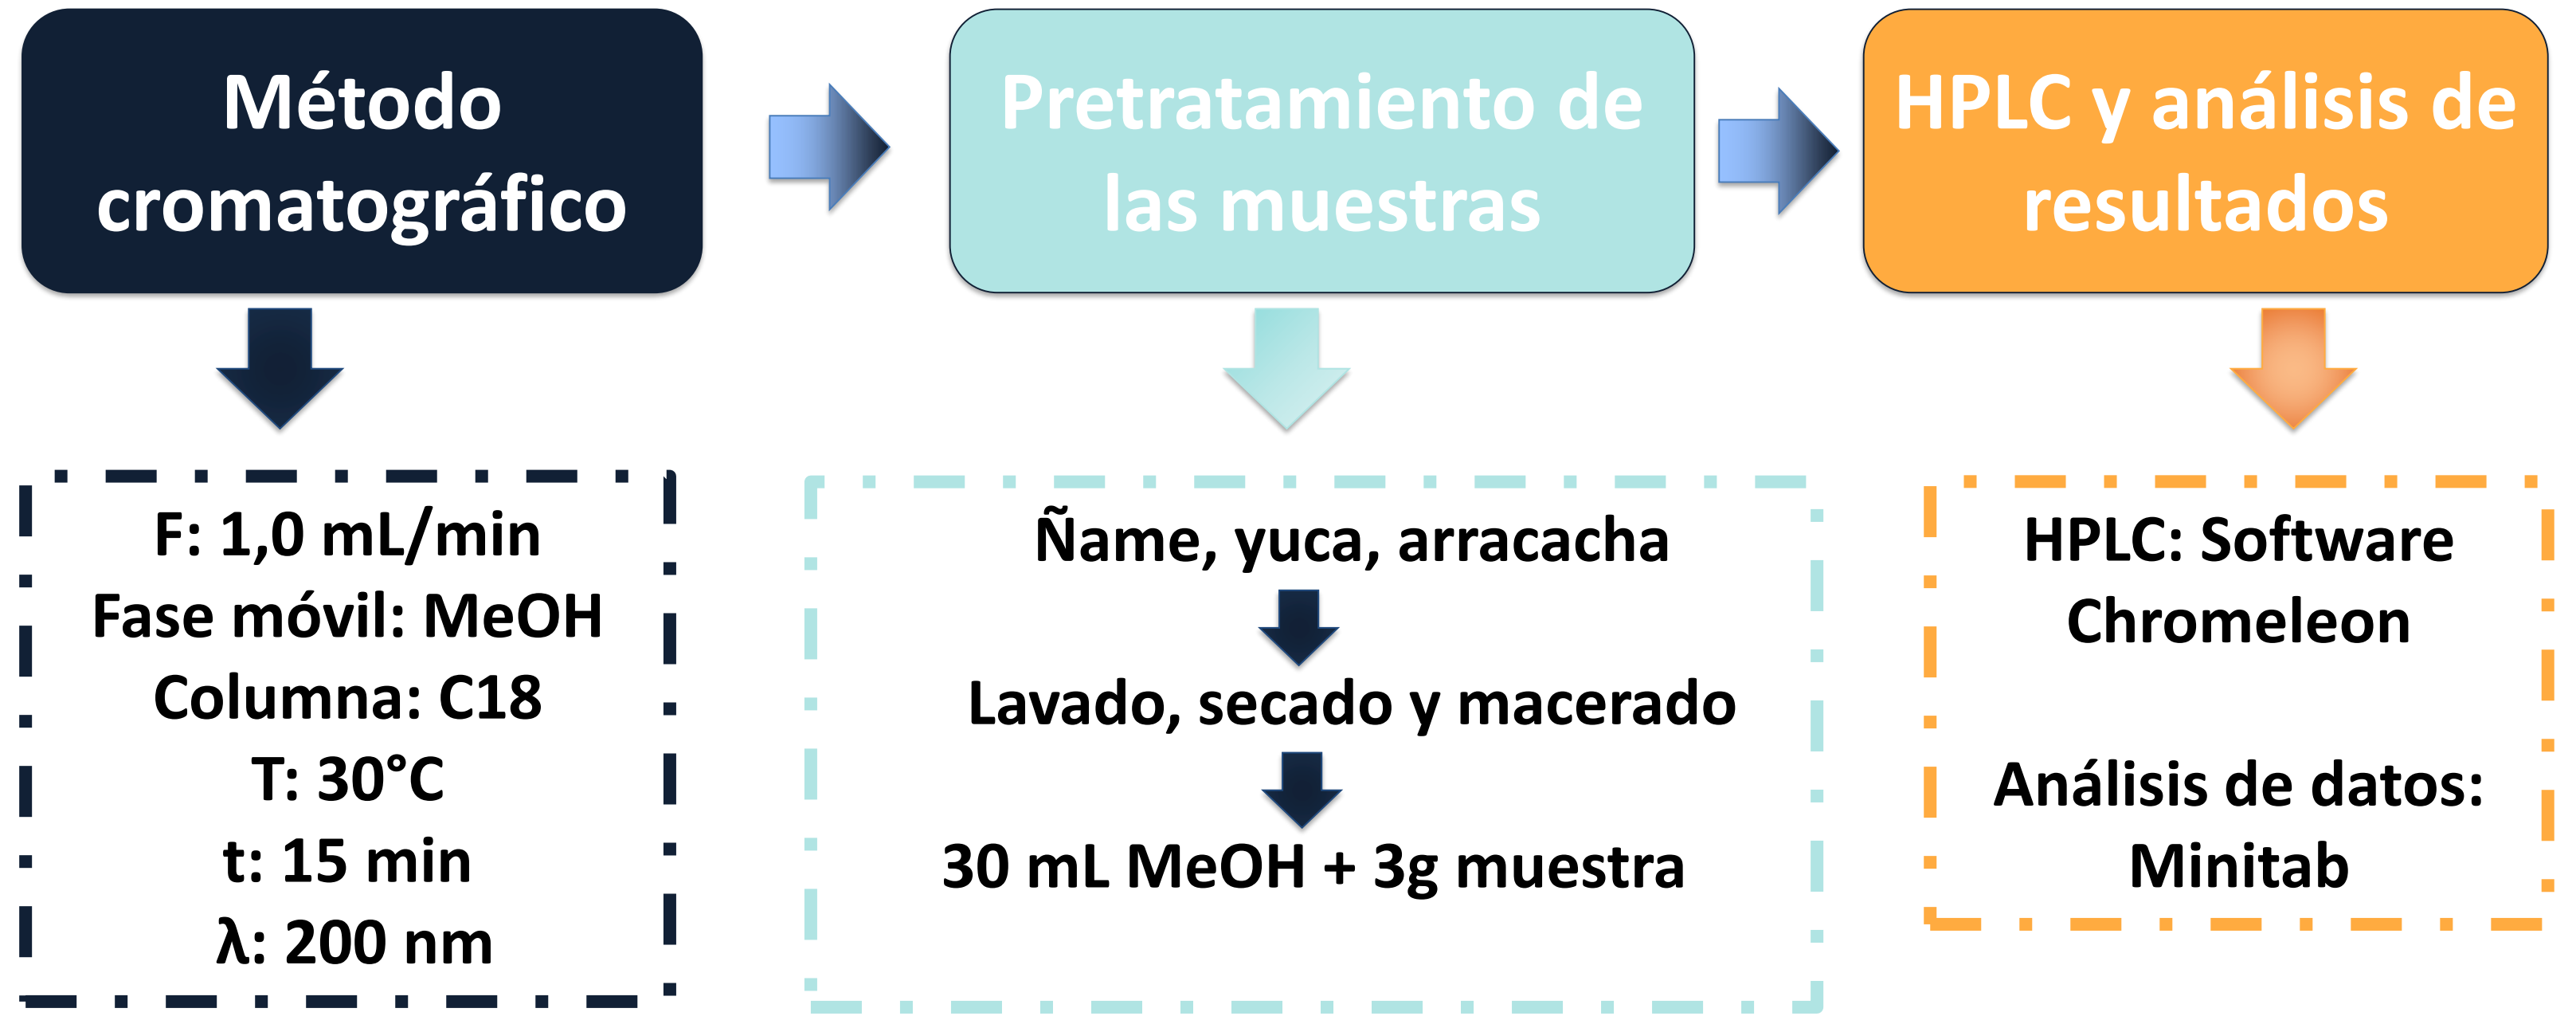 Método
cromatográfico
Pretratamiento de
las muestras
HPLC y análisis de
resultados
F: 1,0 mL/min
Fase móvil: MeOH
Columna: C18
T: 30°C
t: 15 min
λ: 200 nm
Ñame, yuca, arracacha
Lavado, secado y macerado
30 mL MeOH + 3g muestra
HPLC: Software
Chromeleon
Análisis de datos:
Minitab